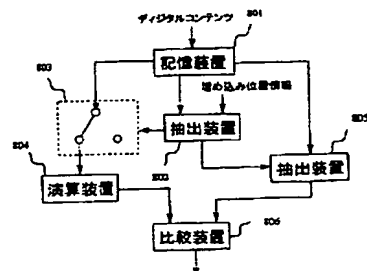 ディジタルコンテンツ
801
記憶装置
803
埋め込み位置情報
抽出装置
802
804
演算装置
805
抽出装置
比較装置
806